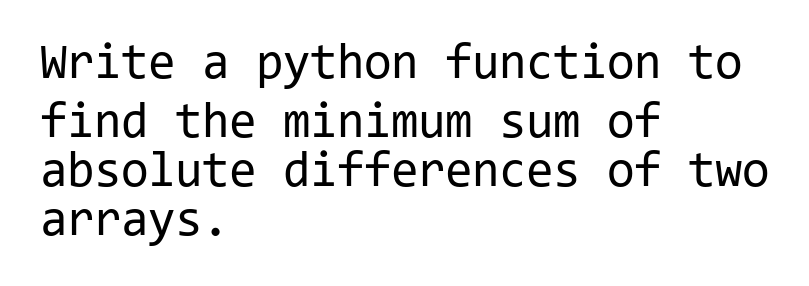 Write a python function to
find the minimum sum of
absolute differences of two
arrays.